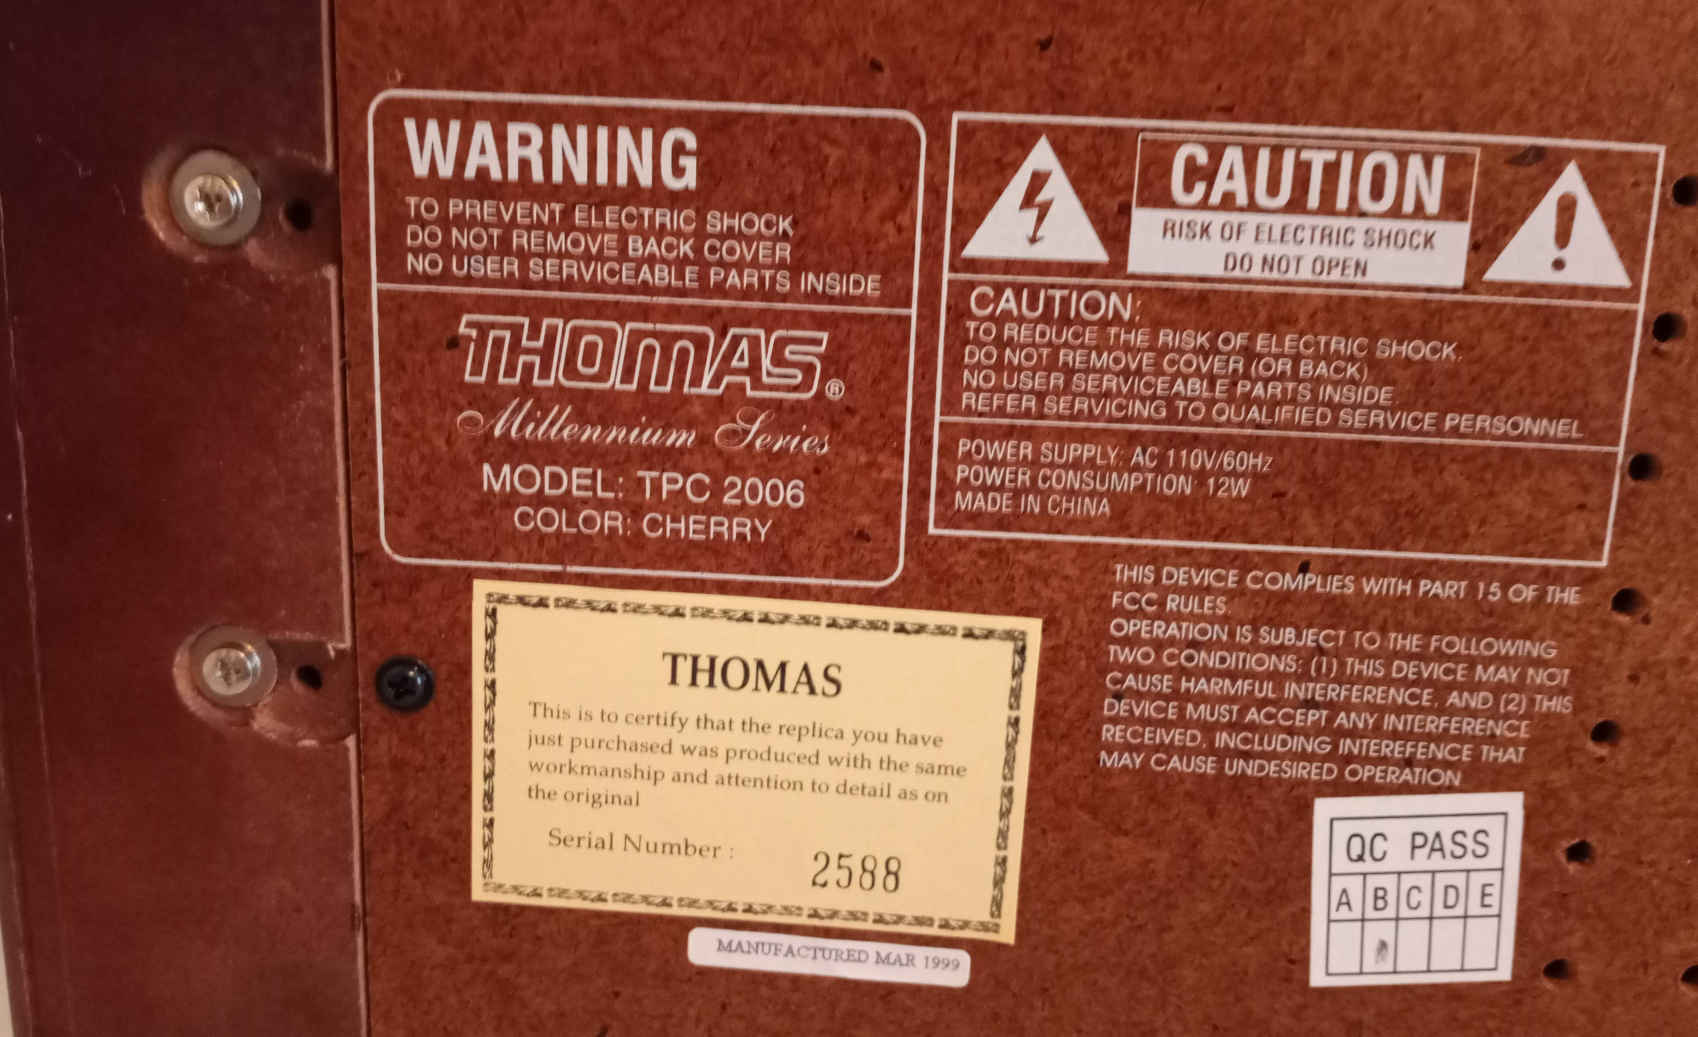 WARNING
TO PREVENT ELECTRIC SHOCK
DO NOT REMOVE BACK COVER
NO USER SERVICEABLE PARTS INSIDE
THOMAS®
Millennium Series
MODEL: TPC 2006
COLOR: CHERRY
CAUTION
RISK OF ELECTRIC SHOCK
DO NOT OPEN
CAUTION:
TO REDUCE THE RISK OF ELECTRIC SHOCK.
DO NOT REMOVE COVER (OR BACK)
NO USER SERVICEABLE PARTS INSIDE.
REFER SERVICING TO QUALIFIED SERVICE PERSONNEL
POWER SUPPLY: AC 110V/60Hz
POWER CONSUMPTION: 12W
MADE IN CHINA
THIS DEVICE COMPLIES WITH PART 15 OF THE
FCC RULES.
OPERATION IS SUBJECT TO THE FOLLOWING
TWO CONDITIONS: (1) THIS DEVICE MAY NOT
CAUSE HARMFUL INTERFERENCE, AND (2) THIS
DEVICE MUST ACCEPT ANY INTERFERENCE
RECEIVED, INCLUDING INTEREFENCE THAT
MAY CAUSE UNDESIRED OPERATION
THOMAS
This is to certify that the replica you have
just purchased was produced with the same
workmanship and attention to detail as on
the original
Serial Number : 2588
MANUFACTURED MAR 1999
QC PASS
A B C D E